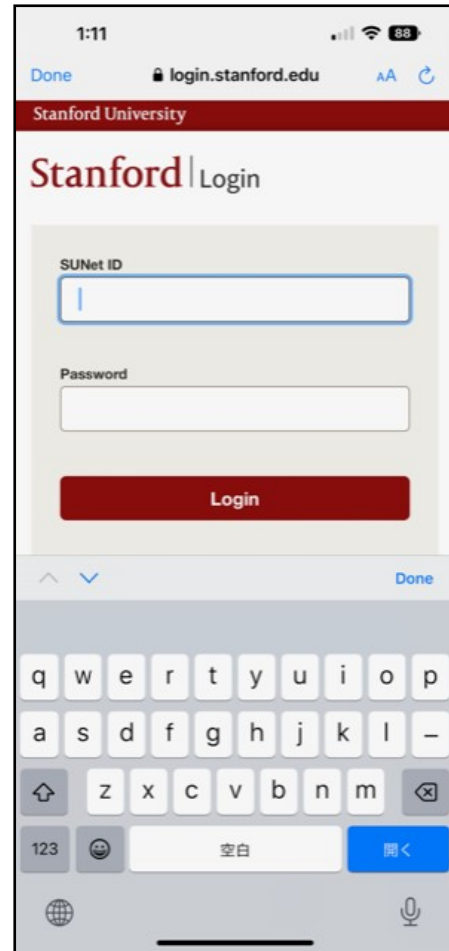 1:11 88
Done login.stanford.edu AA
Stanford University
Stanford Login
SUNet ID
Password
Login
Done
q w e r t y u i o p
a s d f g h j k l ー
z x c v b n m
123 空白 開く